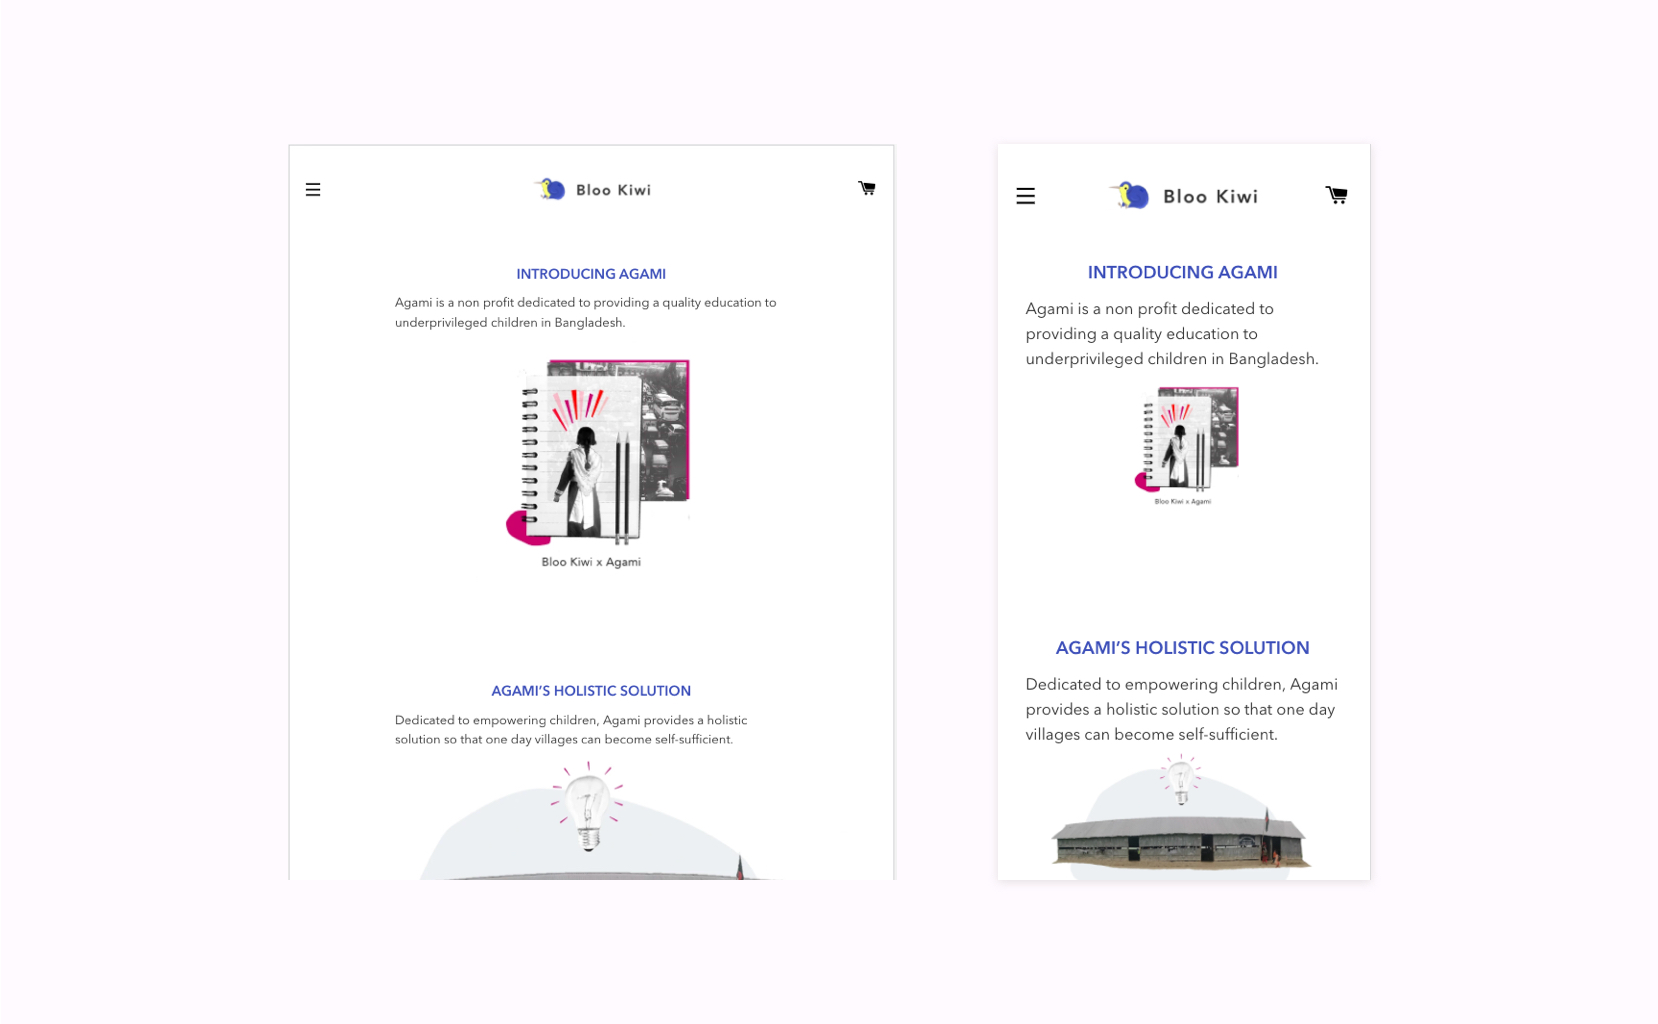 Bloo Kiwi
INTRODUCING AGAMI
Agami is a non profit dedicated to providing a quality education to
underprivileged children in Bangladesh.
Bloo Kiwi x Agami
AGAMI’S HOLISTIC SOLUTION
Dedicated to empowering children, Agami provides a holistic
solution so that one day villages can become self-sufficient.
Bloo Kiwi
INTRODUCING AGAMI
Agami is a non profit dedicated to
providing a quality education to
underprivileged children in Bangladesh.
Bloo Kiwi x Agami
AGAMI’S HOLISTIC SOLUTION
Dedicated to empowering children, Agami
provides a holistic solution so that one day
villages can become self-sufficient.